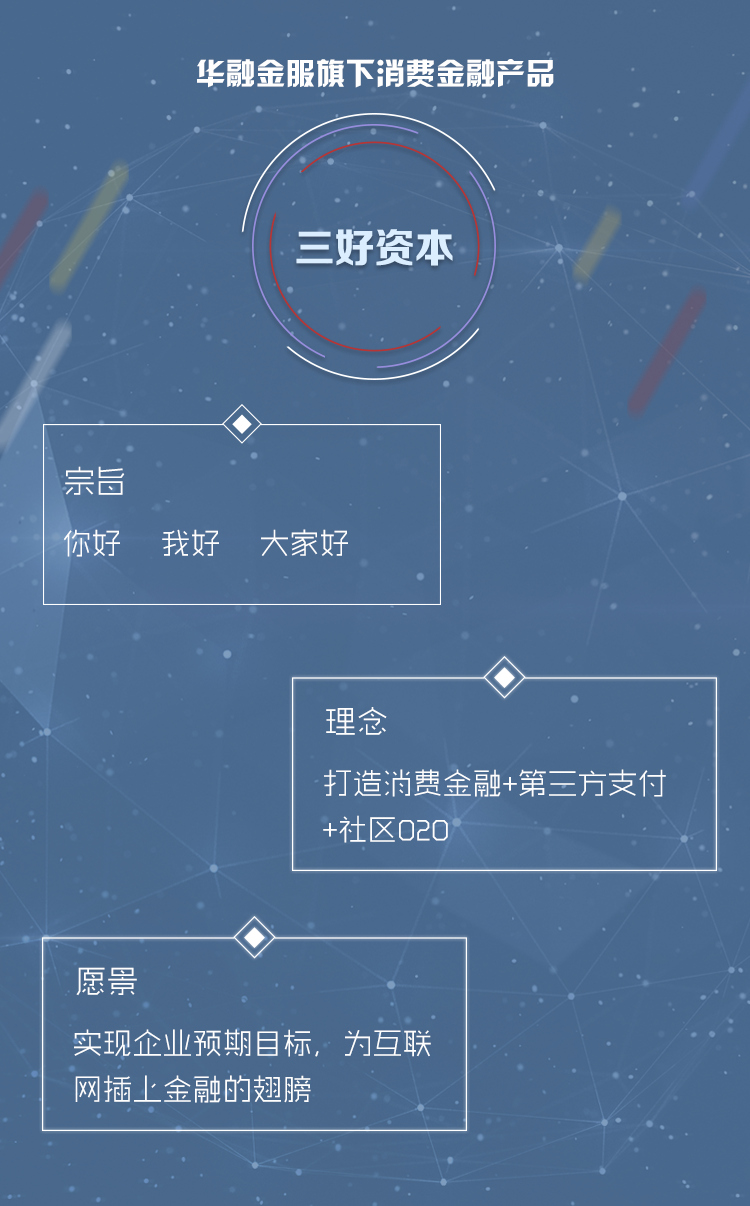 华融金服旗下消费金融产品
三好资本
宗旨
你好 我好 大家好
理念
打造消费金融+第三方支付
+社区O2O
愿景
实现企业预期目标，为互联
网插上金融的翅膀